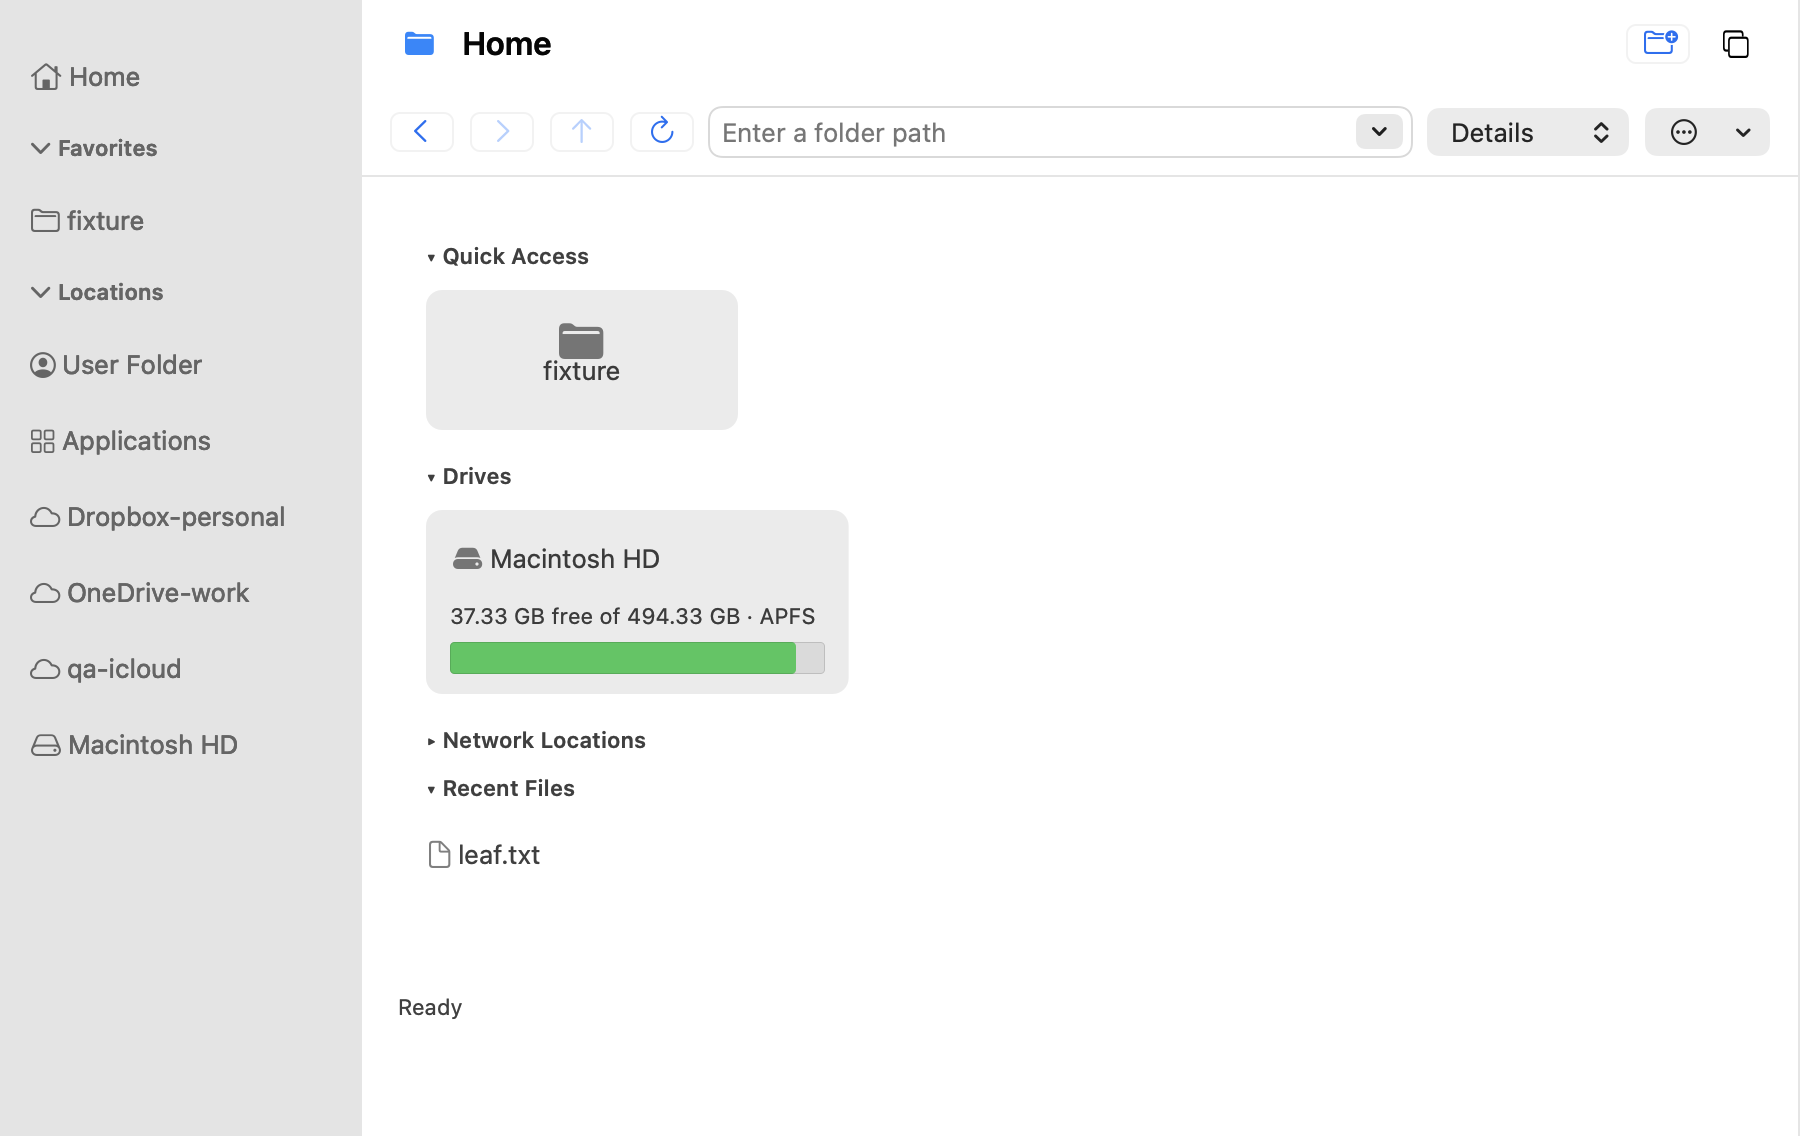 Home
Favorites
fixture
Locations
User Folder
Applications
Dropbox-personal
OneDrive-work
qa-icloud
Macintosh HD
Home
Enter a folder path
Details
Quick Access
fixture
Drives
Macintosh HD
37.33 GB free of 494.33 GB · APFS
Network Locations
Recent Files
leaf.txt
Ready